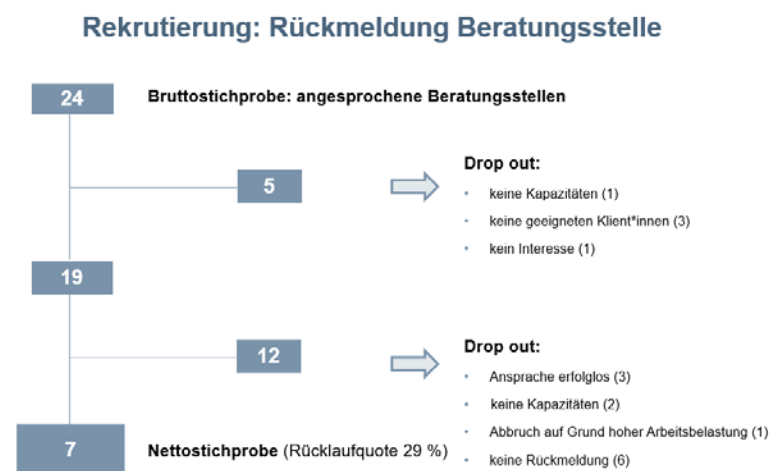 Rekrutierung: Rückmeldung Beratungsstelle
24
Bruttostichprobe: angesprochene Beratungsstellen
5
Drop out:
• keine Kapazitäten (1)
• keine geeigneten Klient*innen (3)
• kein Interesse (1)
19
12
Drop out:
• Ansprache erfolglos (3)
• keine Kapazitäten (2)
• Abbruch auf Grund hoher Arbeitsbelastung (1)
• keine Rückmeldung (6)
7
Nettostichprobe (Rücklaufquote 29 %)